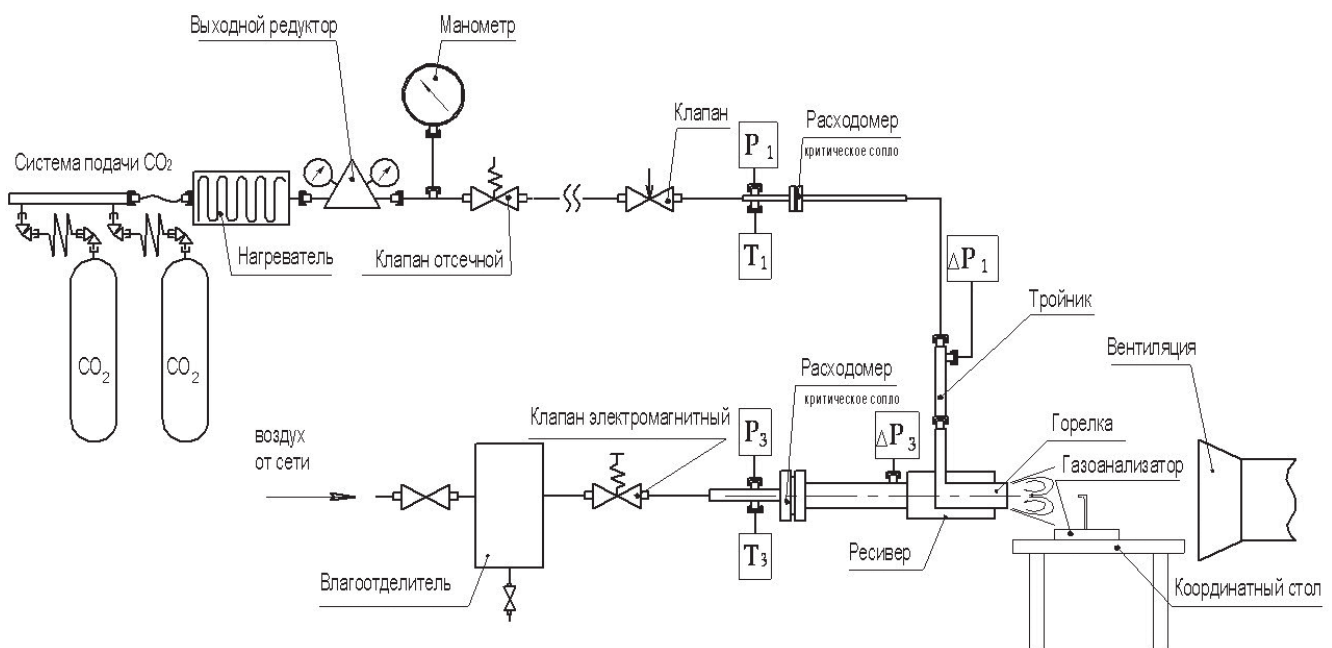 Выходной редуктор
Манометр
Клапан
Расходомер
критическое сопло
P1
Система подачи CO2
Нагреватель
Клапан отсечной
T1
ΔP1
Тройник
CO2
CO2
Вентиляция
Расходомер
критическое сопло
Клапан электромагнитный
воздух
от сети
P3
ΔP3
Горелка
Газоанализатор
T3
Ресивер
Влагоотделитель
Координатный стол